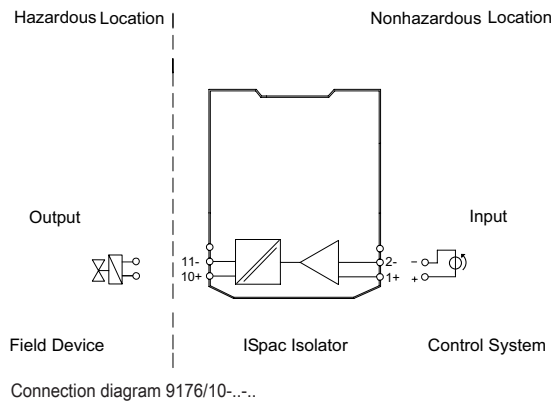 Hazardous Location
Nonhazardous Location
Output
Input
11-
10+
2-
1+
–
+
Field Device
ISpac Isolator
Control System
Connection diagram 9176/10-..-..